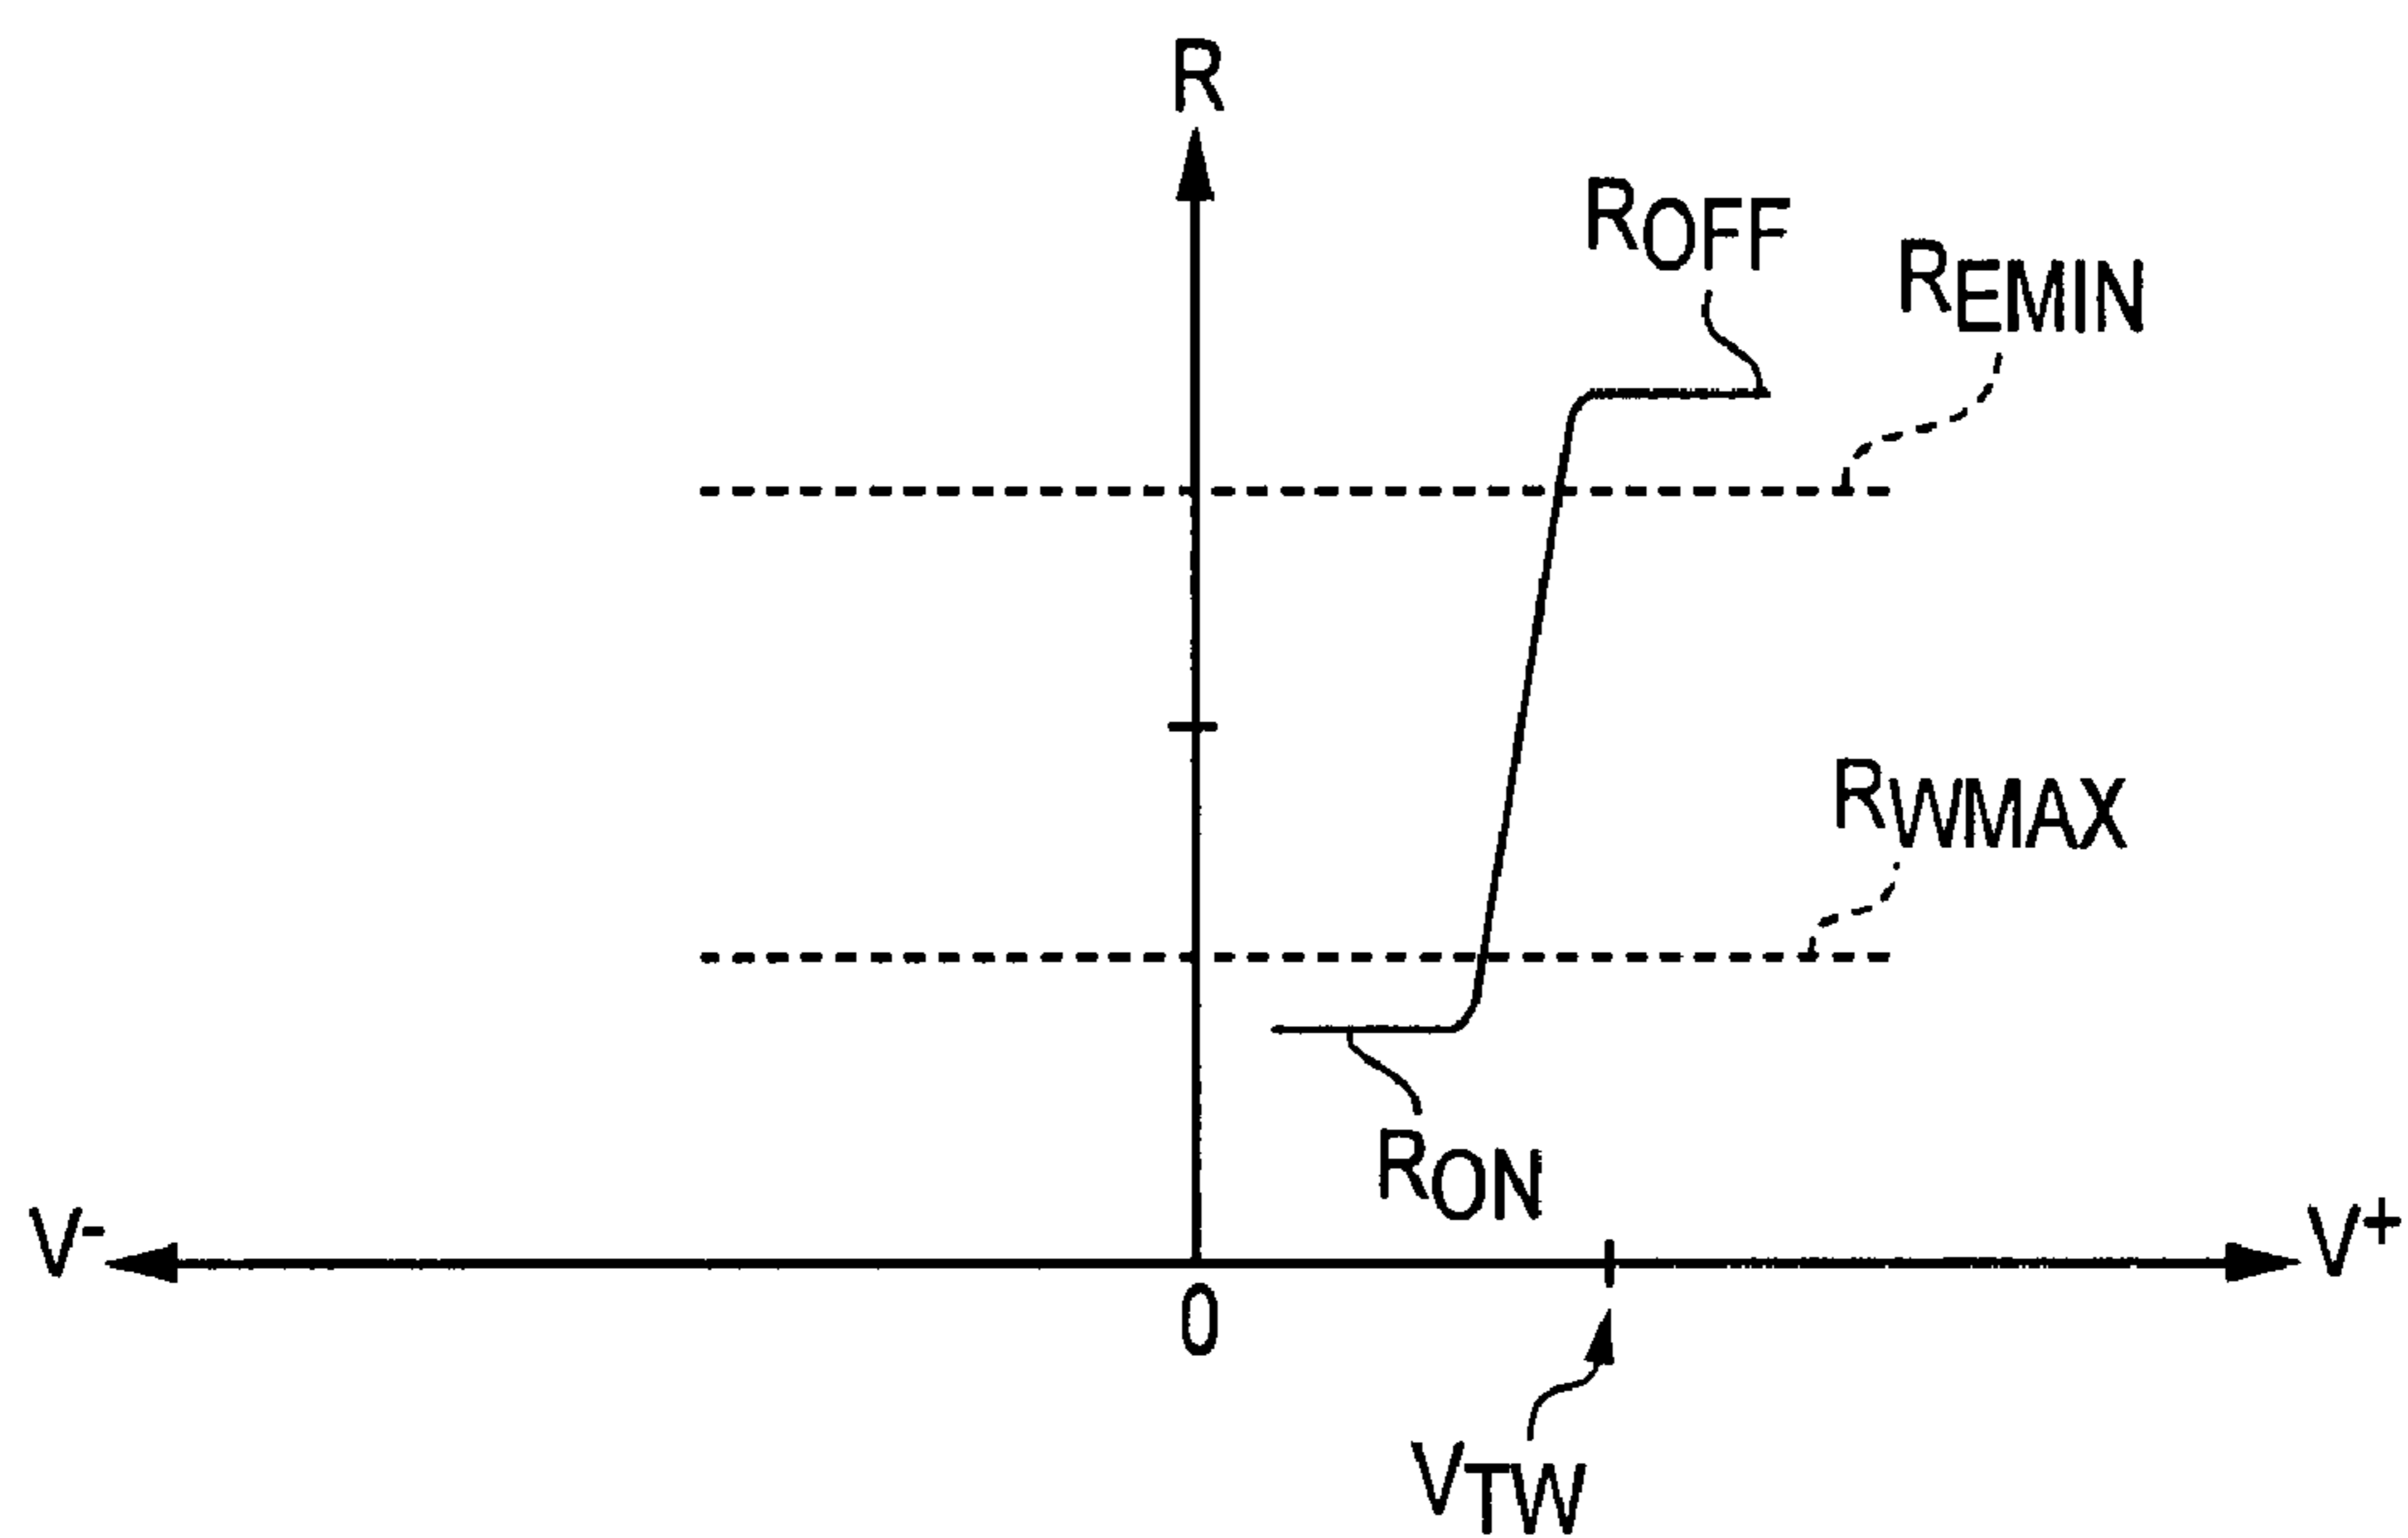 R
ROFF
REMIN
RWMAX
RON
V-
V+
0
VTW